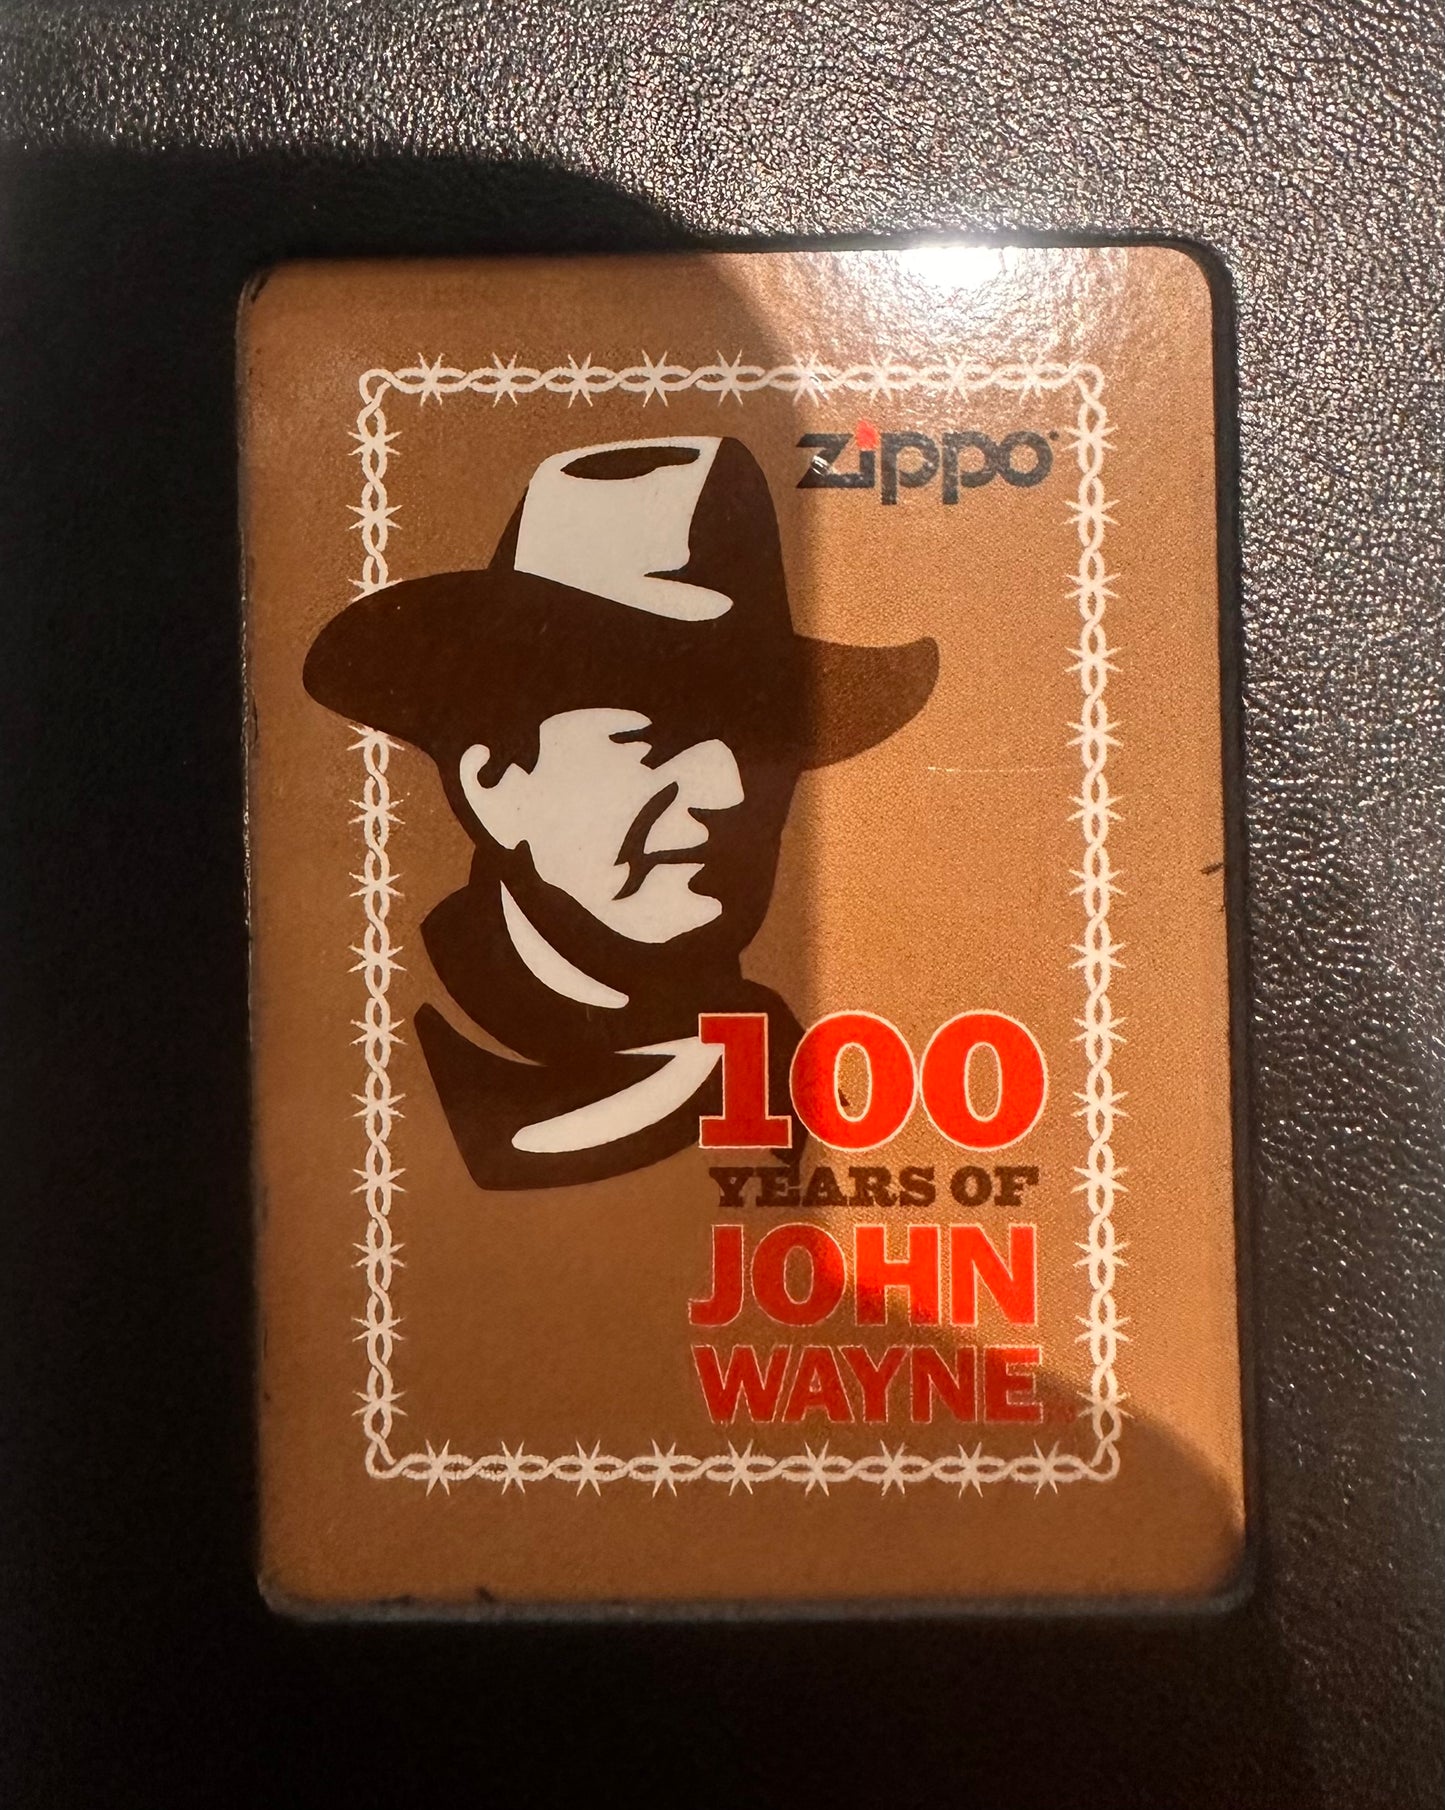 zippo
100
YEARS OF
JOHN
WAYNE